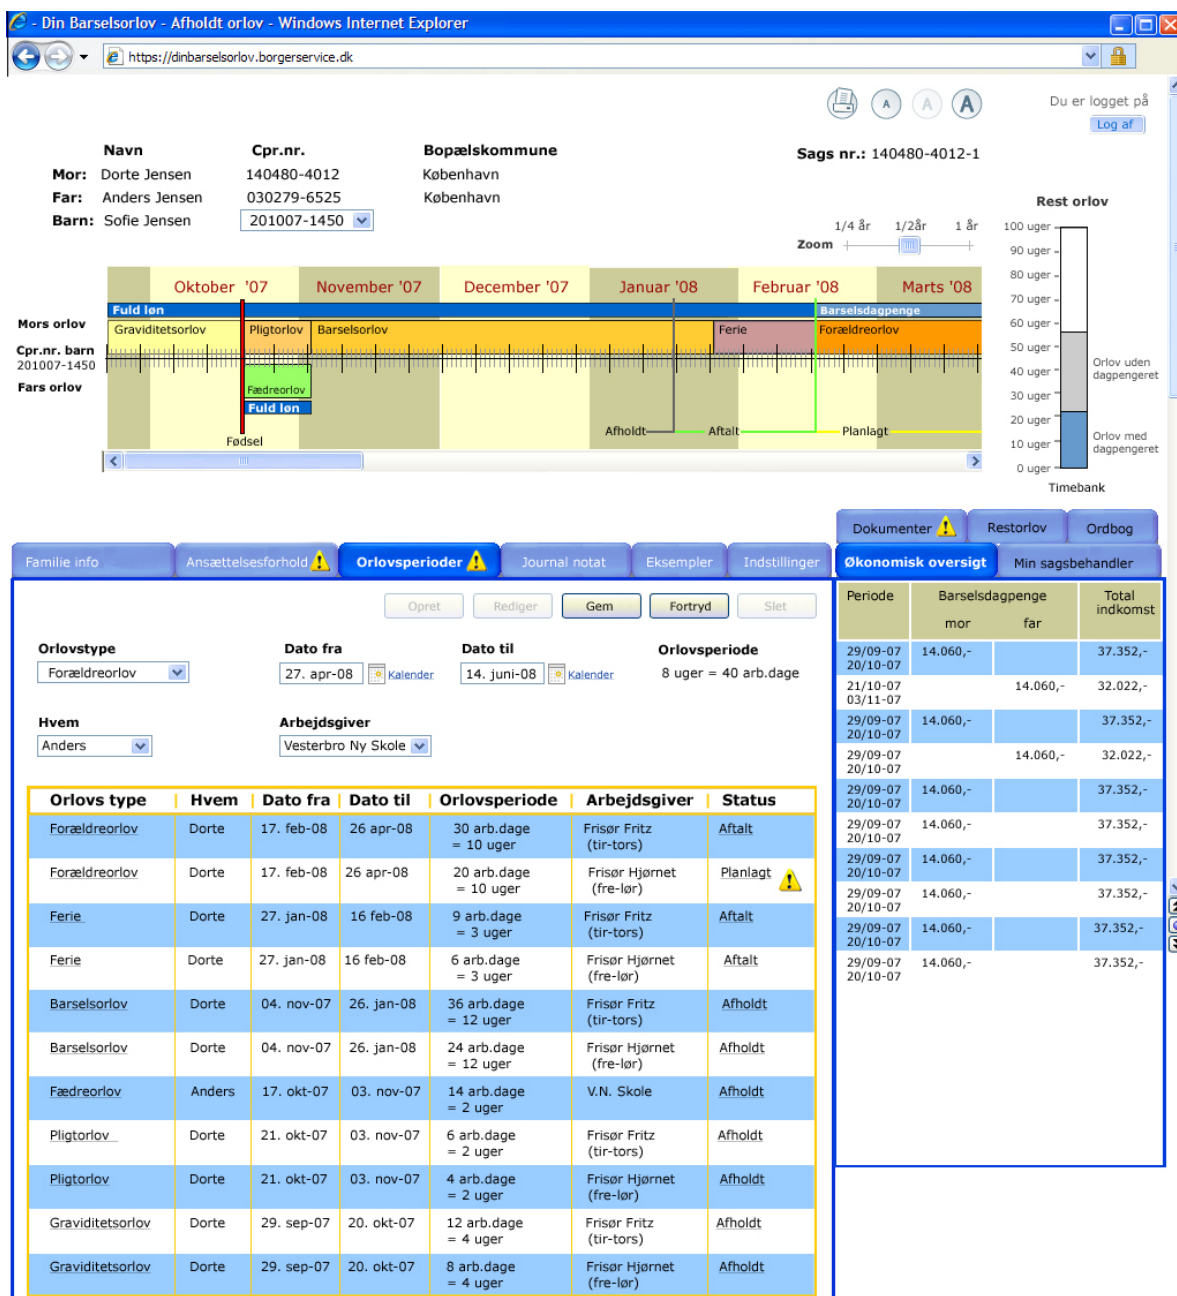 - Din Barselsorlov - Afholdt orlov - Windows Internet Explorer
https://dinbarselsorlov.borgerservice.dk
A A A
Du er logget på
Log af
Navn Cpr.nr. Bopælskommune
Sags nr.: 140480-4012-1
Mor: Dorte Jensen 140480-4012 København
Far: Anders Jensen 030279-6525 København
Barn: Sofie Jensen 201007-1450
Rest orlov
1/4 år 1/2år 1 år
Zoom
100 uger
90 uger
80 uger
70 uger
60 uger
50 uger
40 uger
30 uger
20 uger
10 uger
0 uger
Orlov uden
dagpengeret
Orlov med
dagpengeret
Timebank
Oktober '07 November '07 December '07 Januar '08 Februar '08 Marts '08
Fuld løn Barselsdagpenge
Mors orlov
Graviditetsorlov Pligtorlov Barselsorlov Ferie Forældreorlov
Cpr.nr. barn
201007-1450
Fars orlov
Fædreorlov
Fuld løn
Fødsel
Afholdt Aftalt Planlagt
Dokumenter Restorlov Ordbog
Familie info Ansættelsesforhold Orlovsperioder Journal notat Eksempler Indstillinger
Økonomisk oversigt Min sagsbehandler
Opret Rediger Gem Fortryd Slet
Orlovstype Dato fra Dato til Orlovsperiode
Forældreorlov 27. apr-08 Kalender 14. juni-08 Kalender 8 uger = 40 arb.dage
Hvem Arbejdsgiver
Anders Vesterbro Ny Skole
Orlovs type Hvem Dato fra Dato til Orlovsperiode Arbejdsgiver Status
Forældreorlov Dorte 17. feb-08 26 apr-08 30 arb.dage Frisør Fritz Aftalt
= 10 uger (tir-tors)
Forældreorlov Dorte 17. feb-08 26 apr-08 20 arb.dage Frisør Hjørnet Planlagt
= 10 uger (fre-lør)
Ferie Dorte 27. jan-08 16 feb-08 9 arb.dage Frisør Fritz Aftalt
= 3 uger (tir-tors)
Ferie Dorte 27. jan-08 16 feb-08 6 arb.dage Frisør Hjørnet Aftalt
= 3 uger (fre-lør)
Barselsorlov Dorte 04. nov-07 26. jan-08 36 arb.dage Frisør Fritz Afholdt
= 12 uger (tir-tors)
Barselsorlov Dorte 04. nov-07 26. jan-08 24 arb.dage Frisør Hjørnet Afholdt
= 12 uger (fre-lør)
Fædreorlov Anders 17. okt-07 03. nov-07 14 arb.dage V.N. Skole Afholdt
= 2 uger
Pligtorlov Dorte 21. okt-07 03. nov-07 6 arb.dage Frisør Fritz Afholdt
= 2 uger (tir-tors)
Pligtorlov Dorte 21. okt-07 03. nov-07 4 arb.dage Frisør Hjørnet Afholdt
= 2 uger (fre-lør)
Graviditetsorlov Dorte 29. sep-07 20. okt-07 12 arb.dage Frisør Fritz Afholdt
= 4 uger (tir-tors)
Graviditetsorlov Dorte 29. sep-07 20. okt-07 8 arb.dage Frisør Hjørnet Afholdt
= 4 uger (fre-lør)
Periode Barselsdagpenge Total
indkomst
mor far
29/09-07 14.060,- 37.352,-
20/10-07
21/10-07 14.060,- 32.022,-
03/11-07
29/09-07 14.060,- 37.352,-
20/10-07
29/09-07 14.060,- 32.022,-
20/10-07
29/09-07 14.060,- 37.352,-
20/10-07
29/09-07 14.060,- 37.352,-
20/10-07
29/09-07 14.060,- 37.352,-
20/10-07
29/09-07 14.060,- 37.352,-
20/10-07
29/09-07 14.060,- 37.352,-
20/10-07
29/09-07 14.060,- 37.352,-
20/10-07